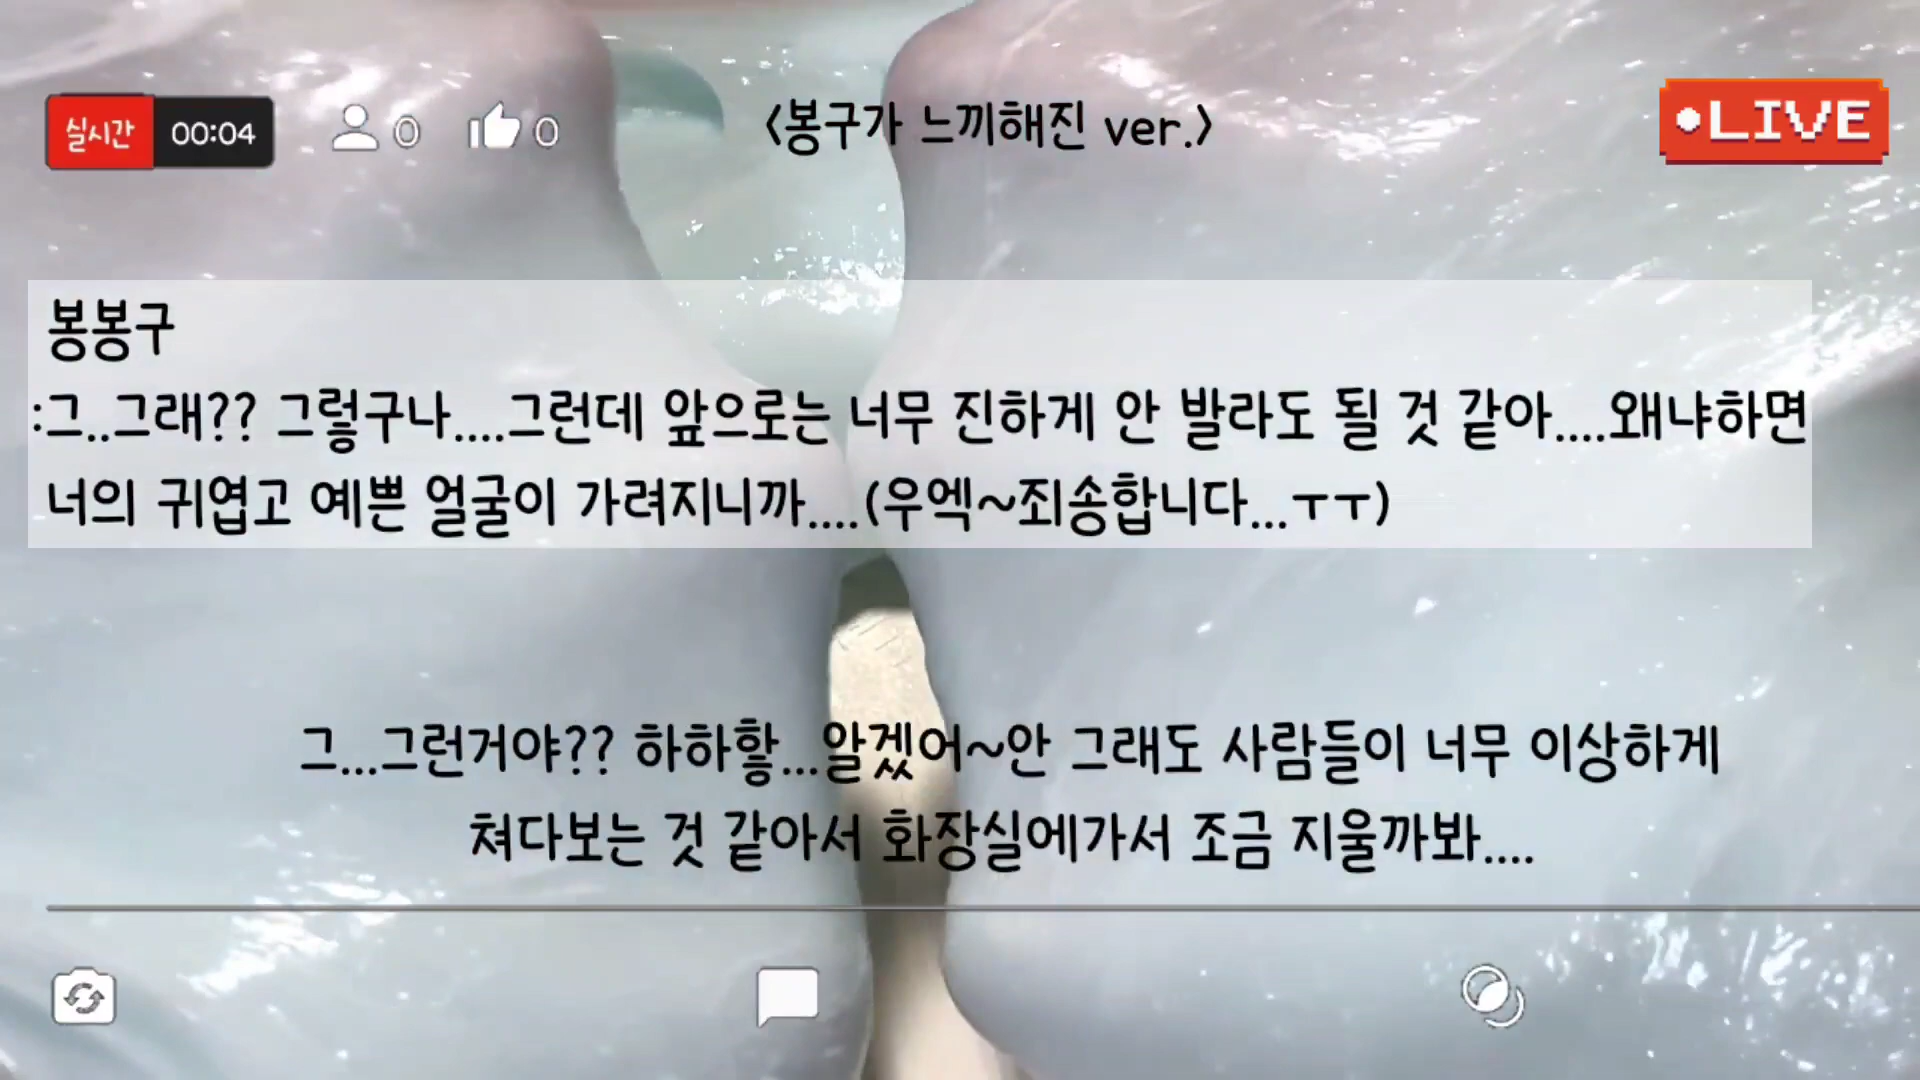 실시간 00:04 0 0 <봉구가 느끼해진 ver.> LIVE
봉봉구
:그..그래?? 그렇구나....그런데 앞으로는 너무 진하게 안 발라도 될 것 같아....왜냐하면
너의 귀엽고 예쁜 얼굴이 가려지니까....(우엑~죄송합니다...ㅜㅜ)
그...그런거야?? 하하핳...알겠어~안 그래도 사람들이 너무 이상하게
쳐다보는 것 같아서 화장실에가서 조금 지울까봐....